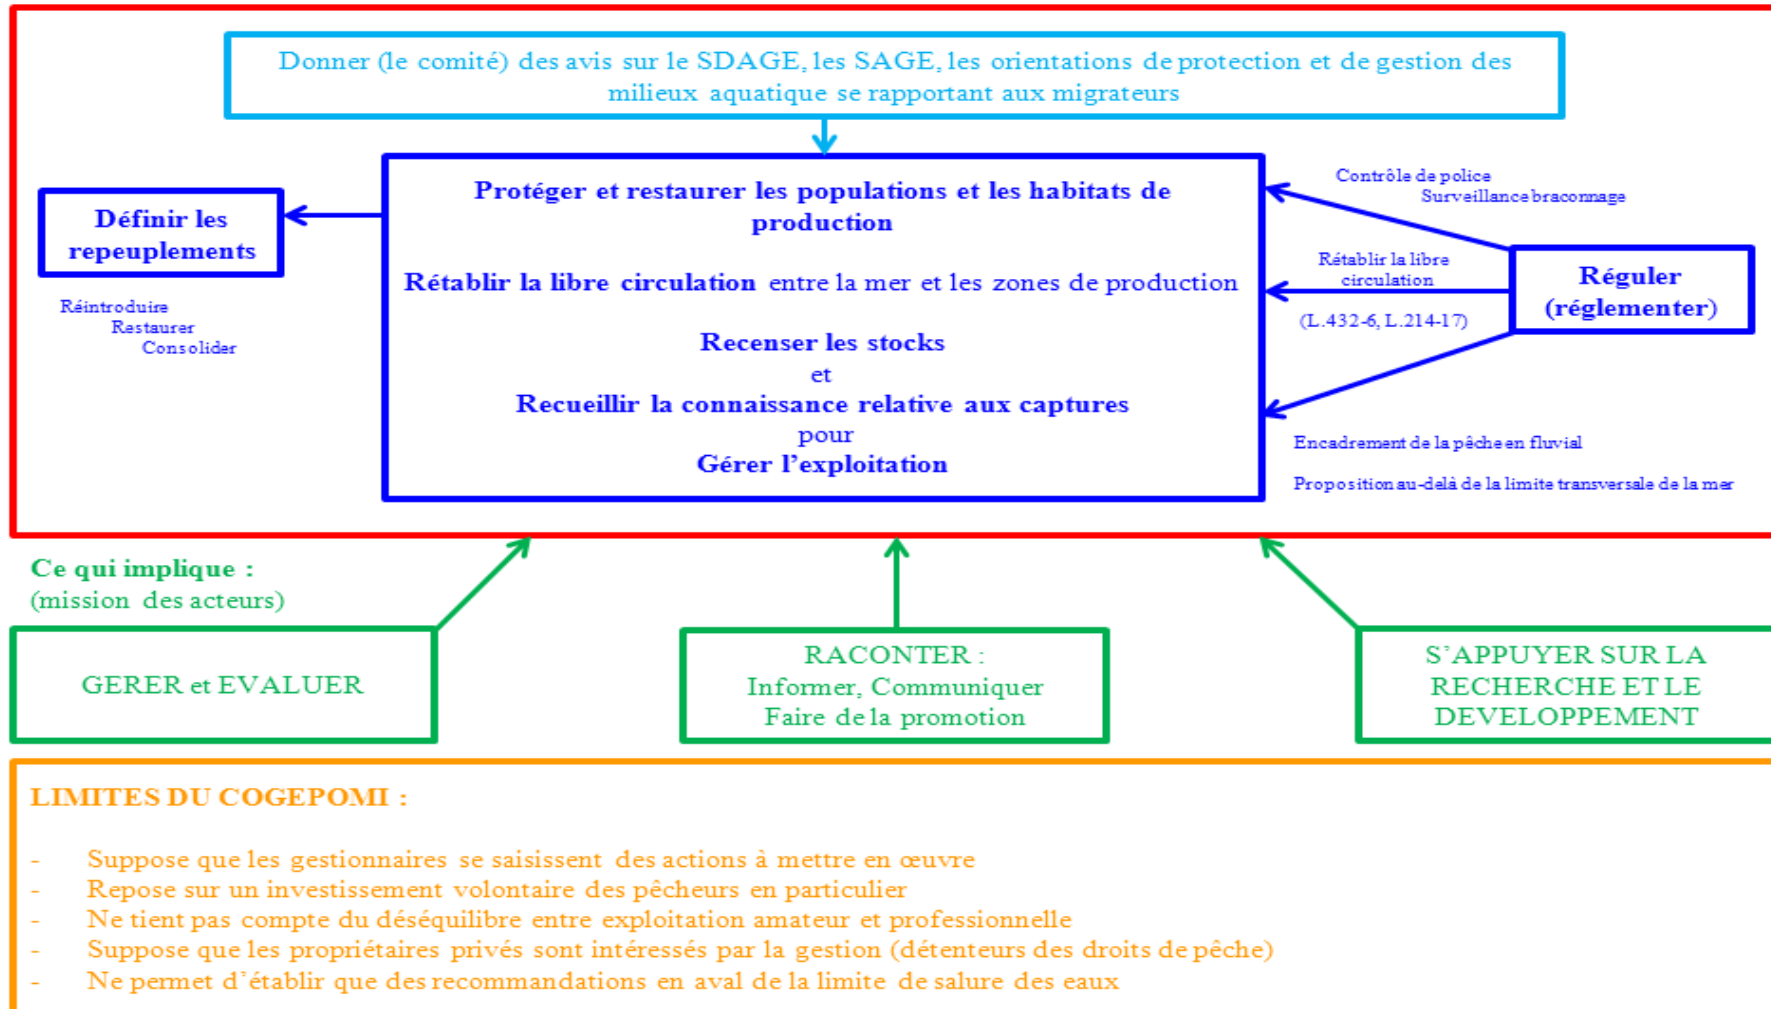 Donner (le comité) des avis sur le SDAGE, les SAGE, les orientations de protection et de gestion des
milieux aquatique se rapportant aux migrateurs
Définir les
repeuplements
Réintroduire
Restaurer
Consolider
Protéger et restaurer les populations et les habitats de
production
Rétablir la libre circulation entre la mer et les zones de production
Recenser les stocks
et
Recueillir la connaissance relative aux captures
pour
Gérer l'exploitation
Contrôle de police
Surveillance braconnage
Rétablir la libre
circulation
(L.432-6, L.214-17)
Réguler
(réglementer)
Encadrement de la pêche en fluvial
Proposition au-delà de la limite transversale de la mer
Ce qui implique :
(mission des acteurs)
GERER et EVALUER
RACONTER :
Informer, Communiquer
Faire de la promotion
S'APPUYER SUR LA
RECHERCHE ET LE
DEVELOPPEMENT
LIMITES DU COGEPOMI :
- Suppose que les gestionnaires se saisissent des actions à mettre en œuvre
- Repose sur un investissement volontaire des pêcheurs en particulier
- Ne tient pas compte du déséquilibre entre exploitation amateur et professionnelle
- Suppose que les propriétaires privés sont intéressés par la gestion (détenteurs des droits de pêche)
- Ne permet d'établir que des recommandations en aval de la limite de salure des eaux